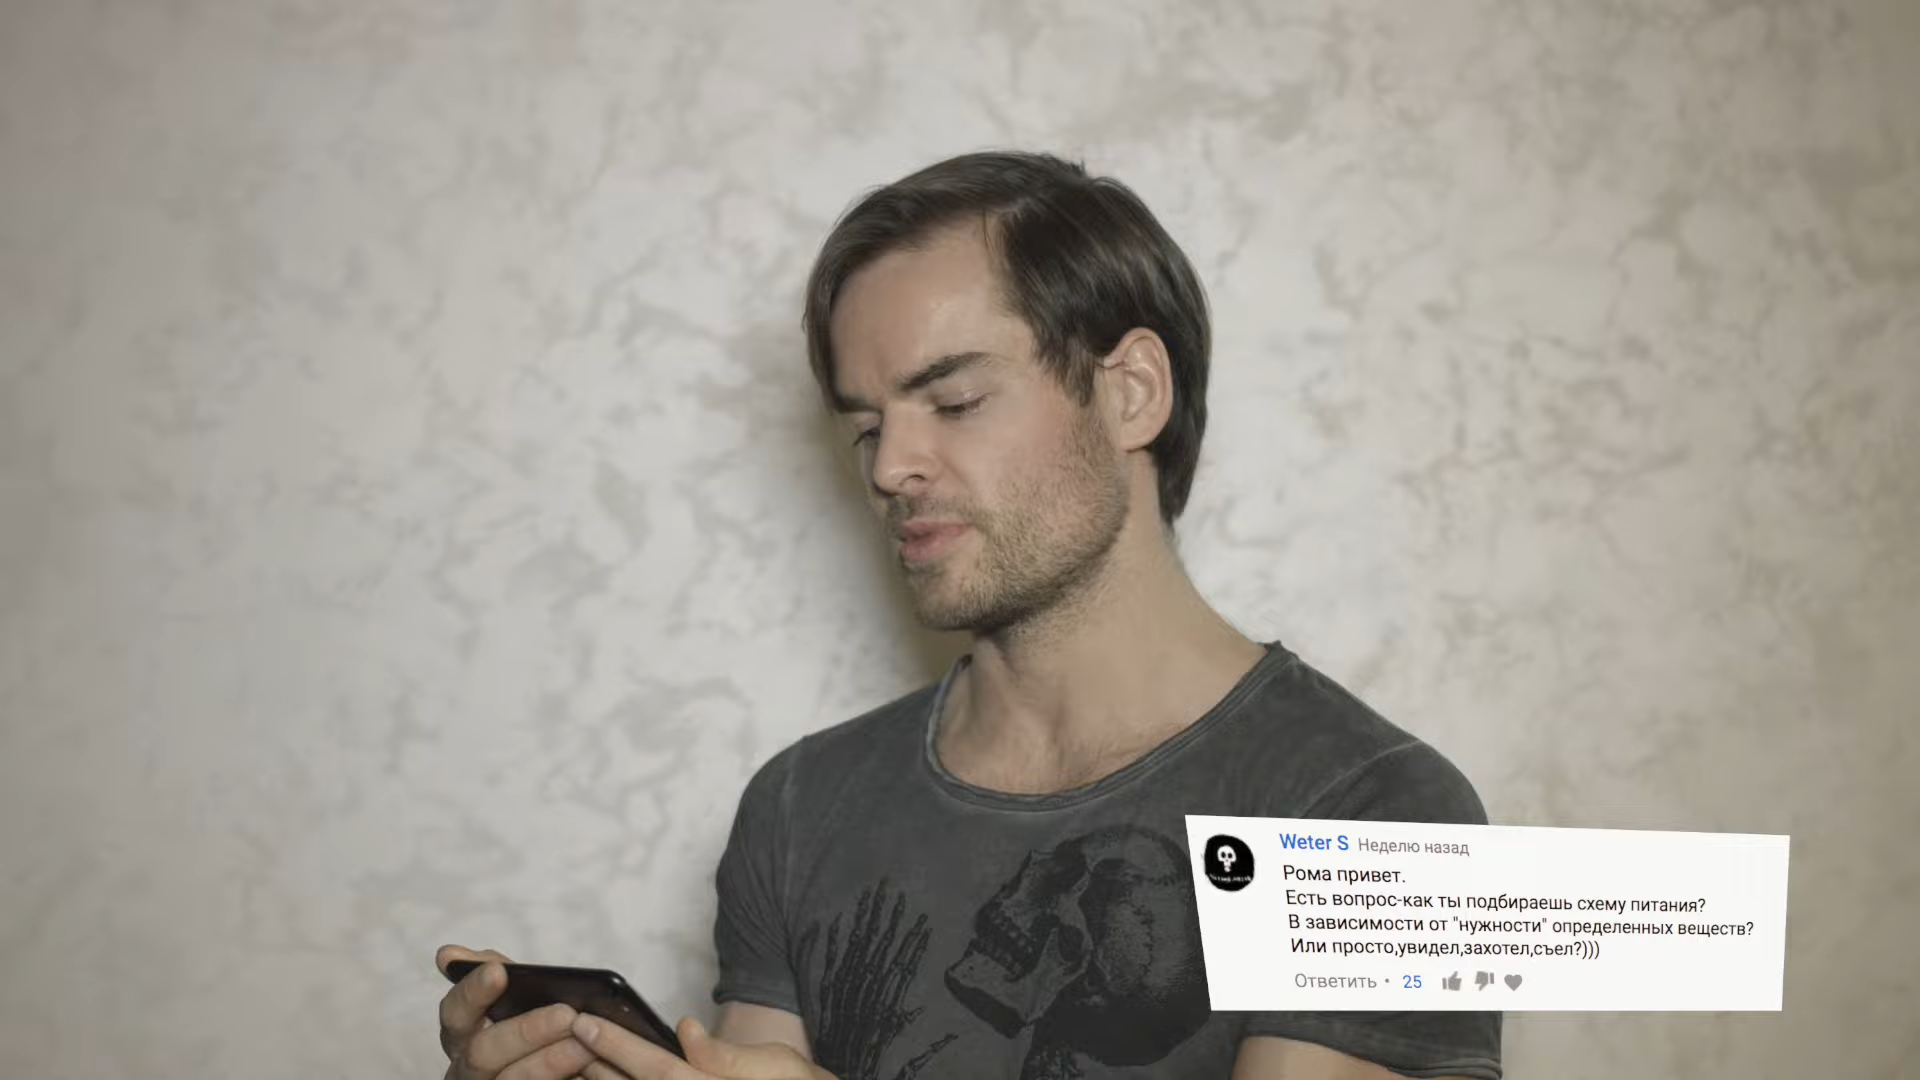 Weter S Неделю назад
Рома привет.
Есть вопрос-как ты подбираешь схему питания?
В зависимости от "нужности" определенных веществ?
Или просто,увидел,захотел,съел?)))
Ответить • 25